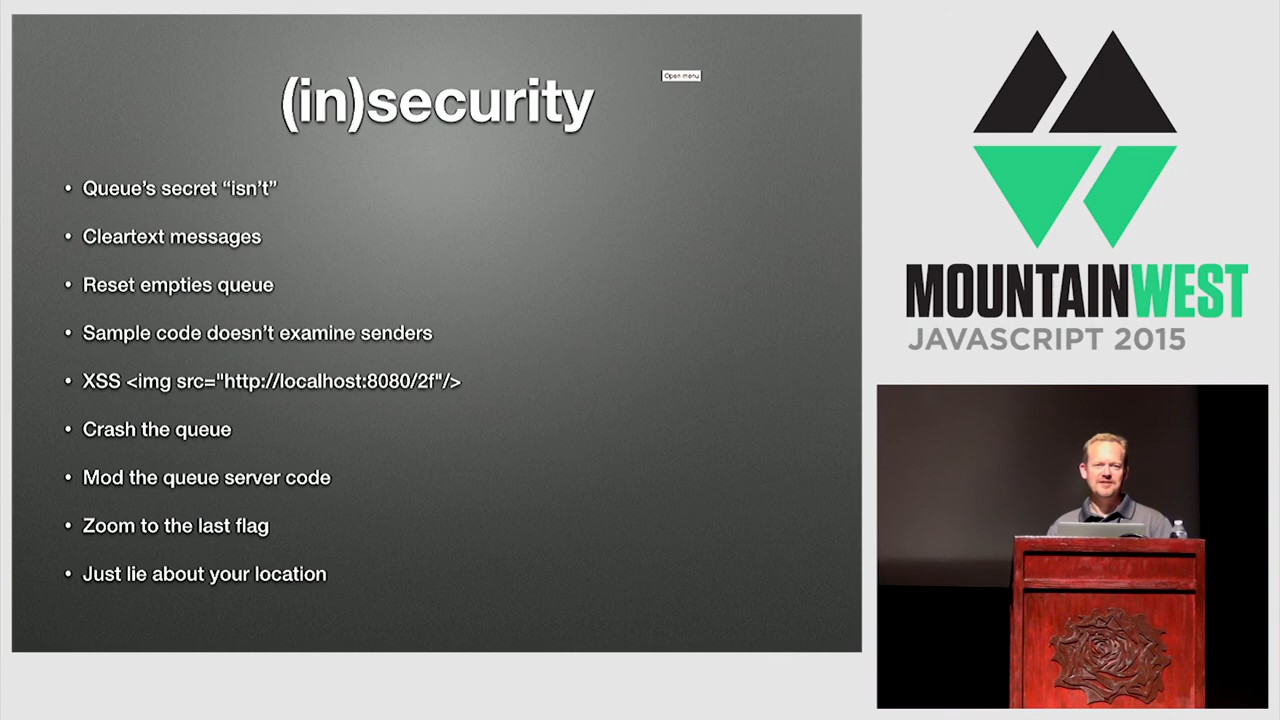 (in)security
Open menu
• Queue’s secret “isn’t”
• Cleartext messages
• Reset empties queue
• Sample code doesn’t examine senders
• XSS <img src="http://localhost:8080/2f"/>
• Crash the queue
• Mod the queue server code
• Zoom to the last flag
• Just lie about your location
MOUNTAINWEST
JAVASCRIPT 2015